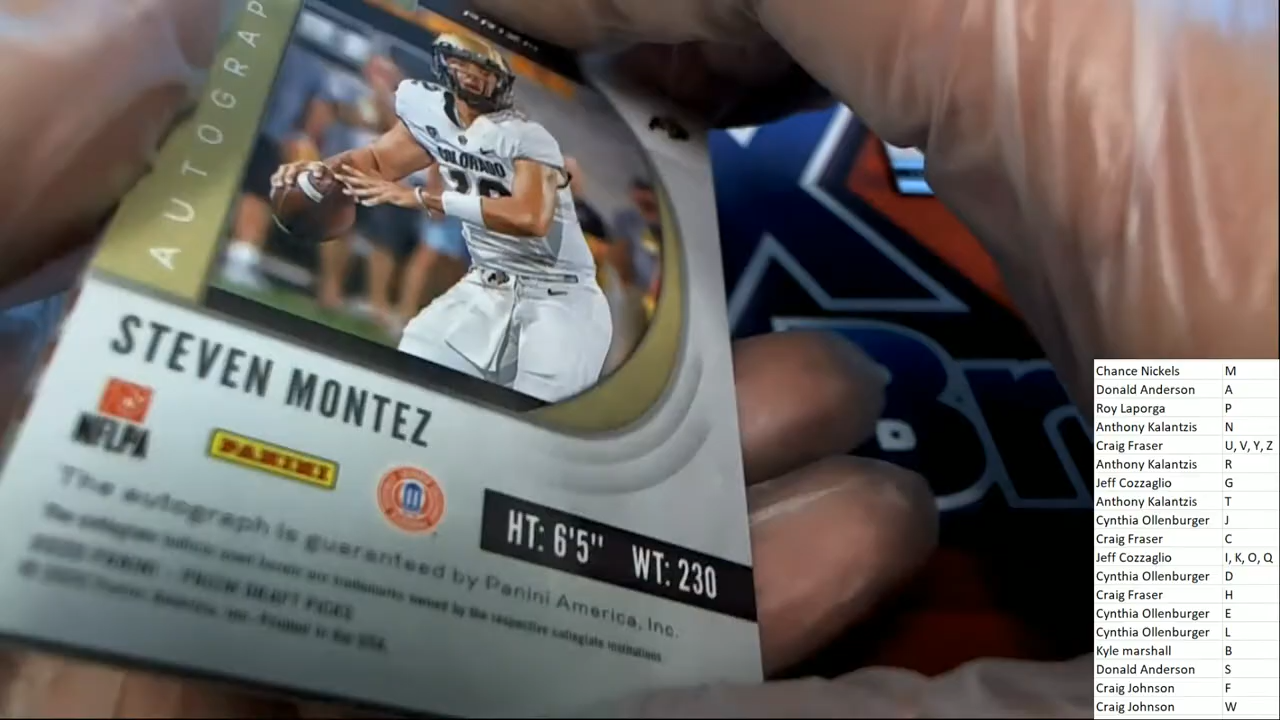 PRIZM
AUTOGRAP
COLORADO
STEVEN MONTEZ
NFLPA
PANINI
HT: 6'5" WT: 230
The autograph is guaranteed by Panini America, Inc.
Chance Nickels M
Donald Anderson A
Roy Laporga P
Anthony Kalantzis N
Craig Fraser U, V, Y, Z
Anthony Kalantzis R
Jeff Cozzaglio G
Anthony Kalantzis T
Cynthia Ollenburger J
Craig Fraser C
Jeff Cozzaglio I, K, O, Q
Cynthia Ollenburger D
Craig Fraser H
Cynthia Ollenburger E
Cynthia Ollenburger L
Kyle marshall B
Donald Anderson S
Craig Johnson F
Craig Johnson W